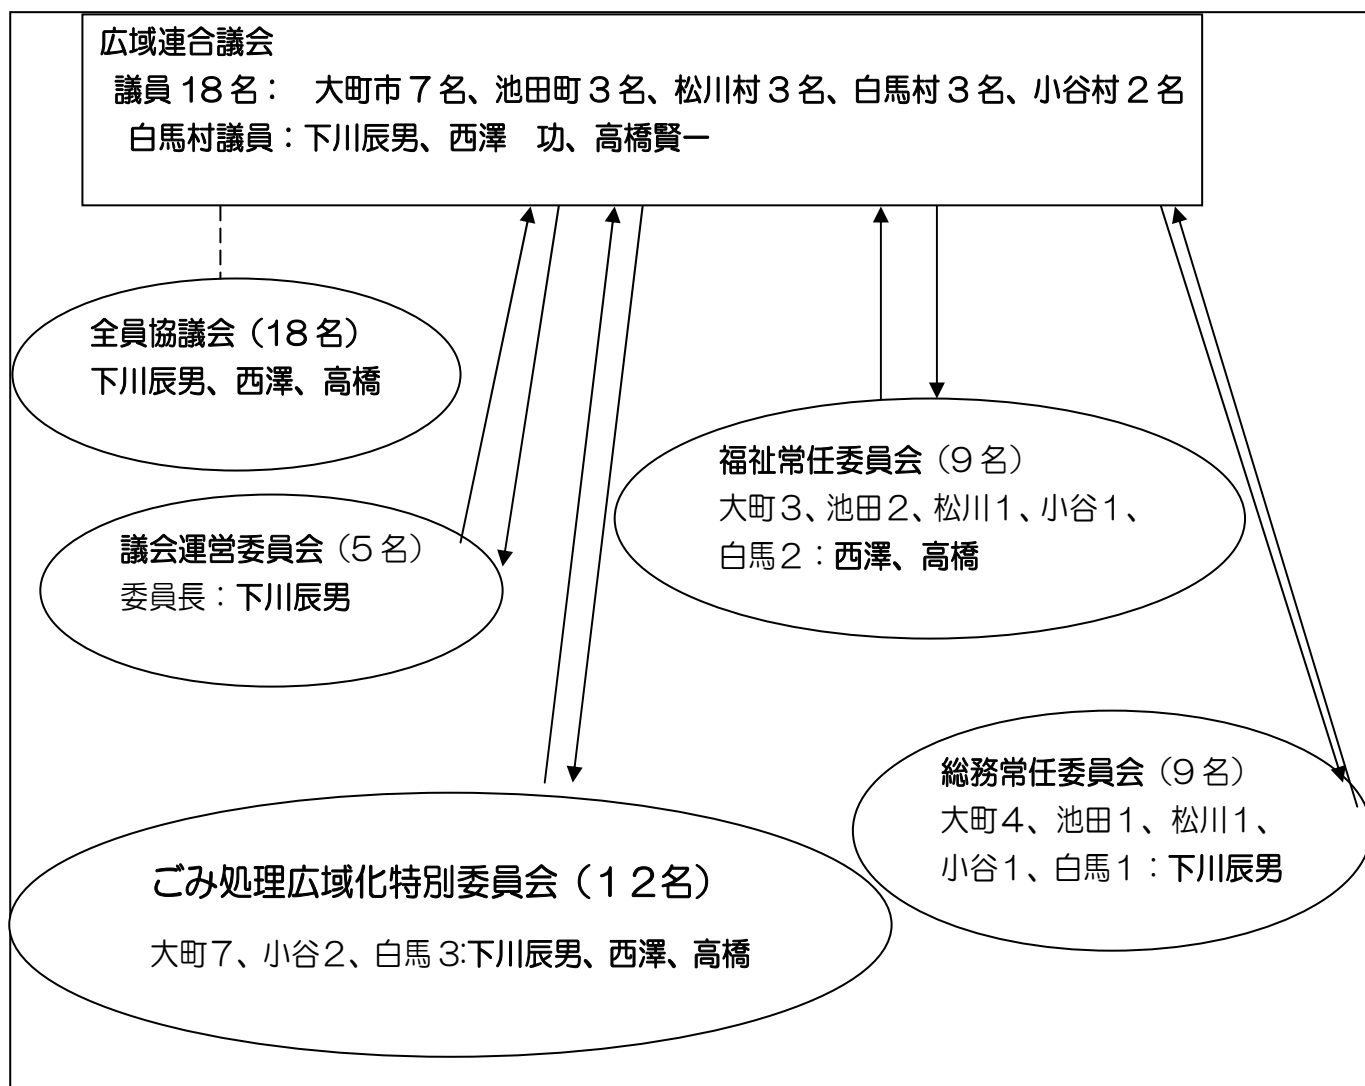 広域連合議会
議員18名： 大町市7名、池田町3名、松川村3名、白馬村3名、小谷村2名
白馬村議員：下川辰男、西澤　功、高橋賢一
全員協議会（18名）
下川辰男、西澤、高橋
議会運営委員会（5名）
委員長：下川辰男
福祉常任委員会（9名）
大町3、池田2、松川1、小谷1、
白馬2：西澤、高橋
総務常任委員会（9名）
大町4、池田1、松川1、
小谷1、白馬1：下川辰男
ごみ処理広域化特別委員会（12名）
大町7、小谷2、白馬3:下川辰男、西澤、高橋